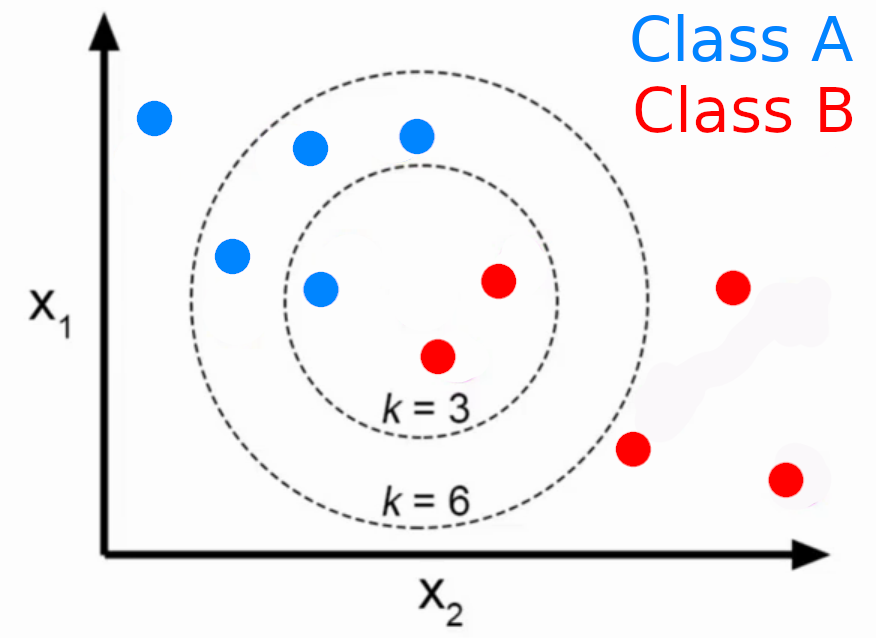 Class A
Class B
x₁
k = 3
k = 6
x₂